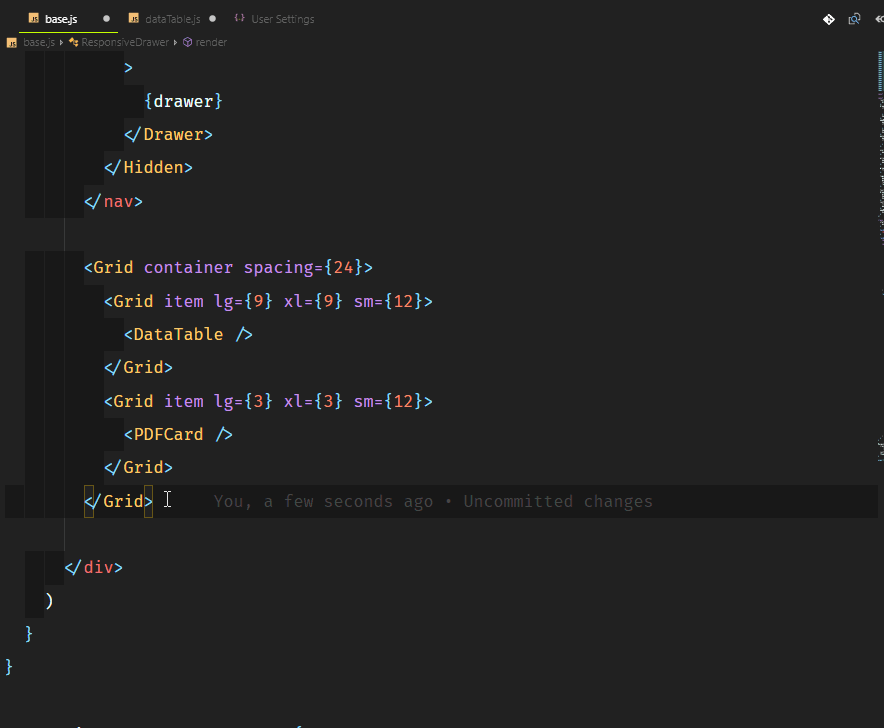 JS base.js ● JS dataTable.js ● {} User Settings
JS base.js ▸ ResponsiveDrawer ▸ render
>
{drawer}
</Drawer>
</Hidden>
</nav>
<Grid container spacing={24}>
<Grid item lg={9} xl={9} sm={12}>
<DataTable />
</Grid>
<Grid item lg={3} xl={3} sm={12}>
<PDFCard />
</Grid>
</Grid> You, a few seconds ago • Uncommitted changes
</div>
)
}
}